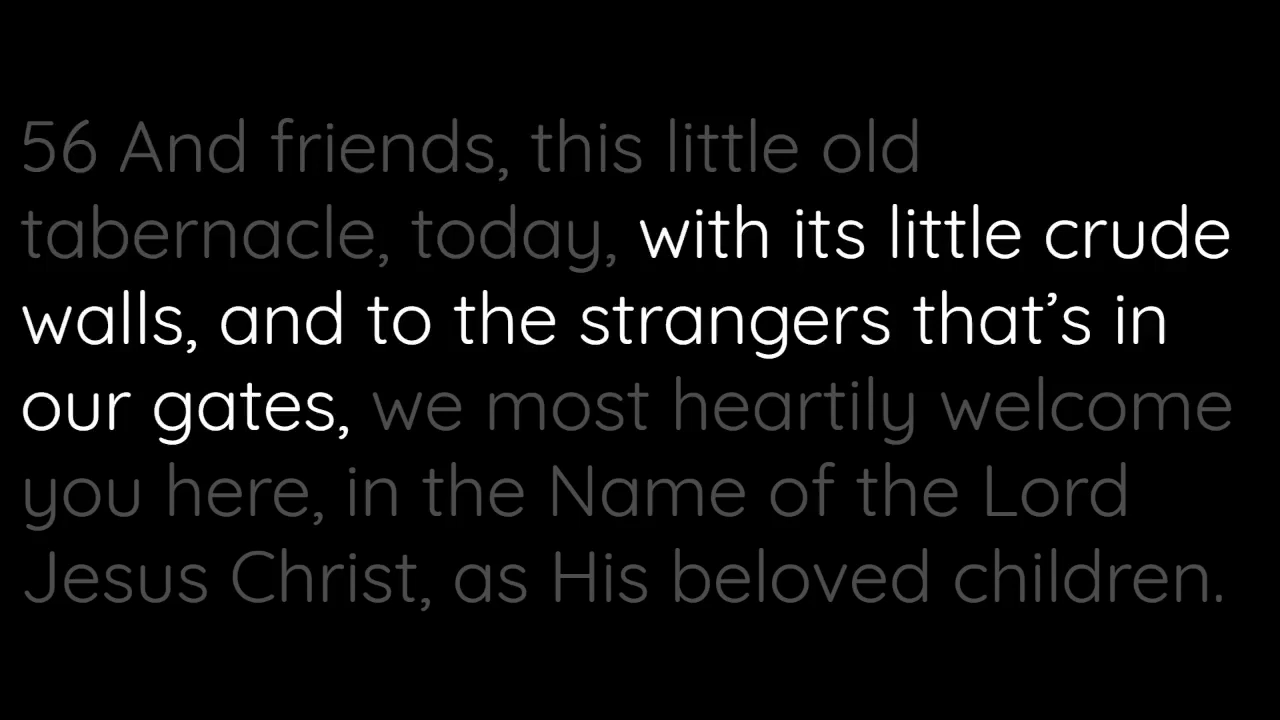 56 And friends, this little old
tabernacle, today, with its little crude
walls, and to the strangers that’s in
our gates, we most heartily welcome
you here, in the Name of the Lord
Jesus Christ, as His beloved children.